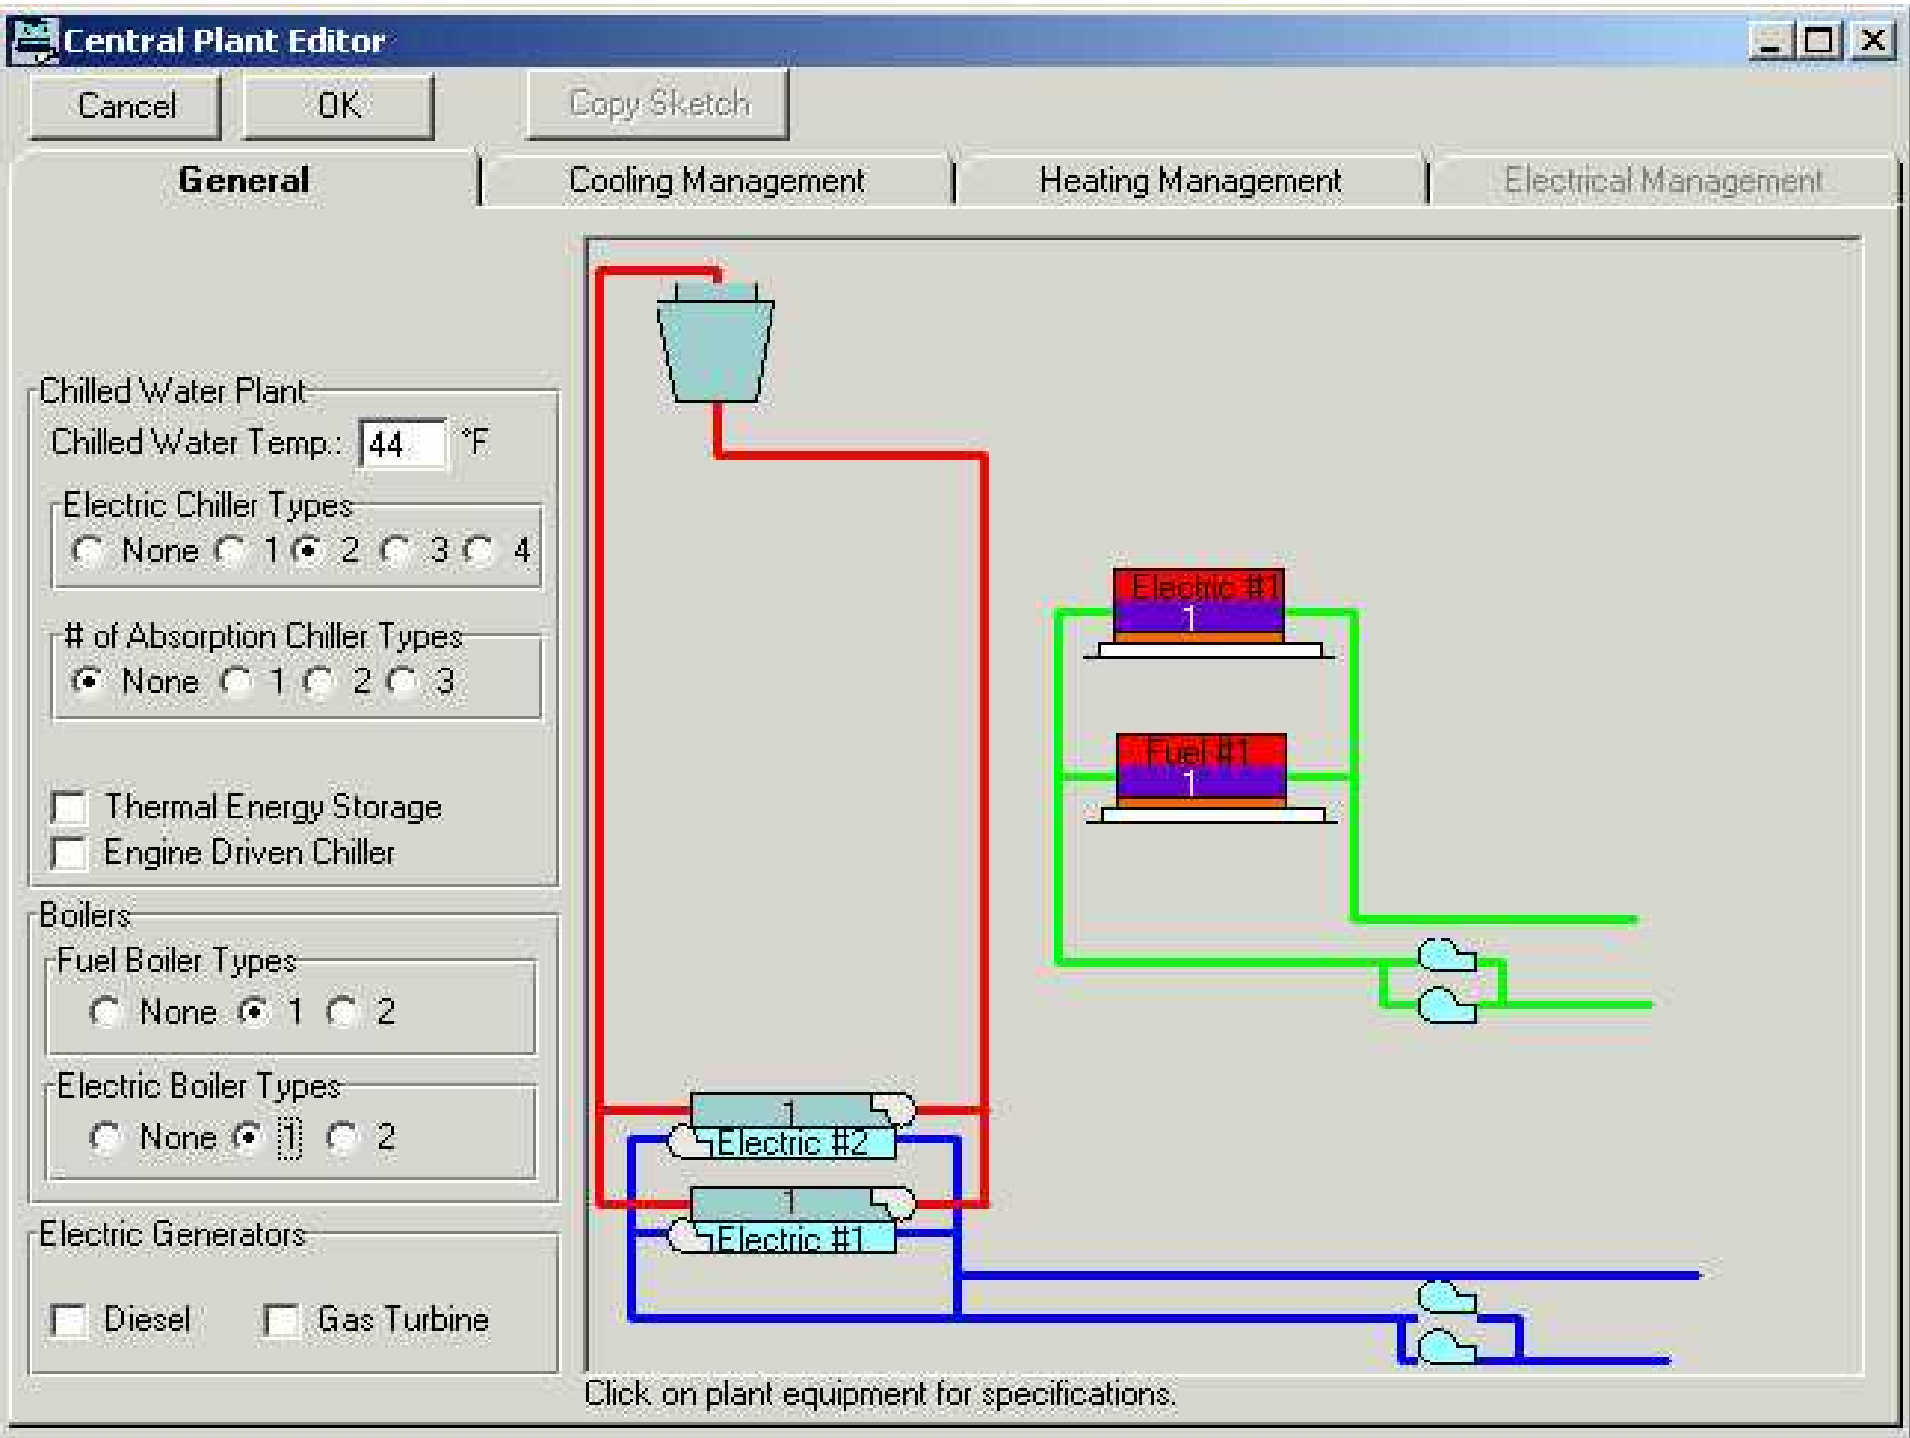 Central Plant Editor
Cancel OK Copy Sketch
General Cooling Management Heating Management Electrical Management
Chilled Water Plant
Chilled Water Temp.: 44 °F
Electric Chiller Types
None 1 2 3 4
# of Absorption Chiller Types
None 1 2 3
Thermal Energy Storage
Engine Driven Chiller
Boilers
Fuel Boiler Types
None 1 2
Electric Boiler Types
None 1 2
Electric Generators
Diesel Gas Turbine
Electric #1
1
Fuel #1
1
1
Electric #2
1
Electric #1
Click on plant equipment for specifications.